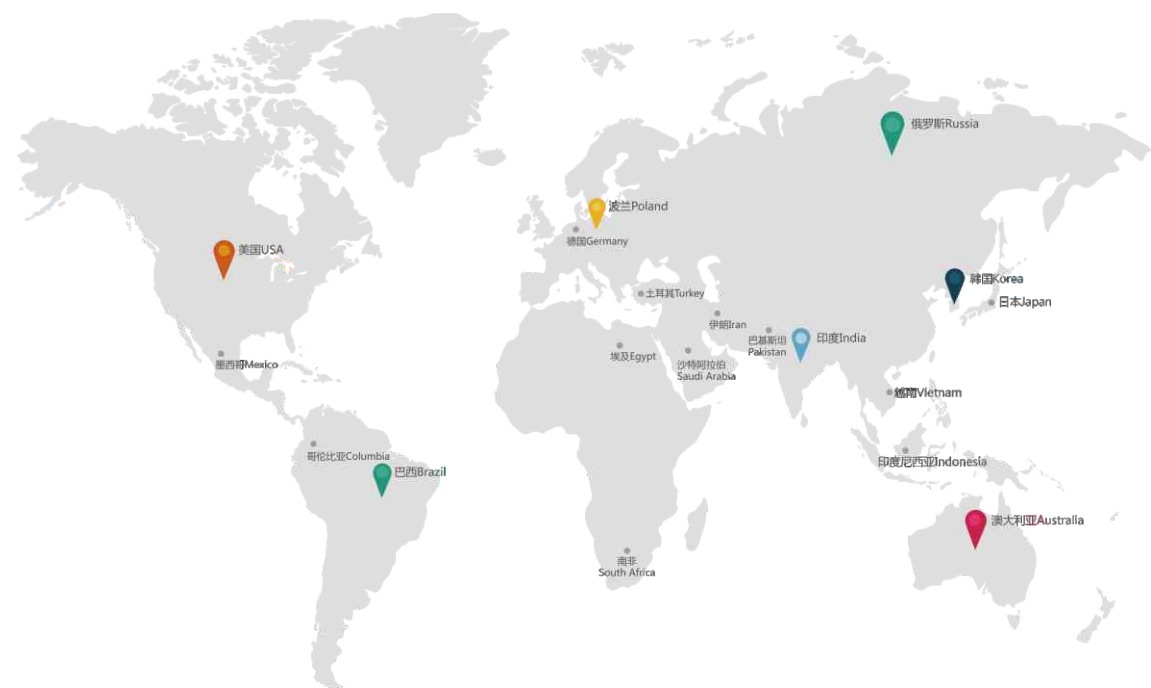 俄罗斯Russia
波兰Poland
德国Germany
美国USA
韩国Korea
土耳其Turkey
日本Japan
伊朗Iran
巴基斯坦
Pakistan
印度India
埃及Egypt
沙特阿拉伯
Saudi Arabia
墨西哥Mexico
越南Vietnam
哥伦比亚Columbia
印度尼西亚Indonesia
巴西Brazil
澳大利亚Australia
南非
South Africa